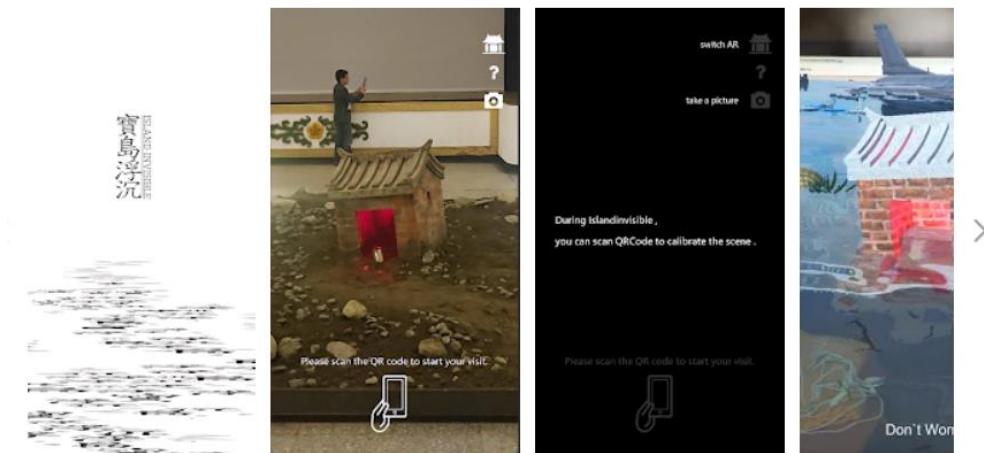 寶島浮沉
ISLAND INVISIBLE
?
Please scan the QR code to start your visit.
switch AR
?
take a picture
During Islandinvisible ,
you can scan QRCode to calibrate the scene .
Please scan the QR code to start your visit.
Don`t Wor